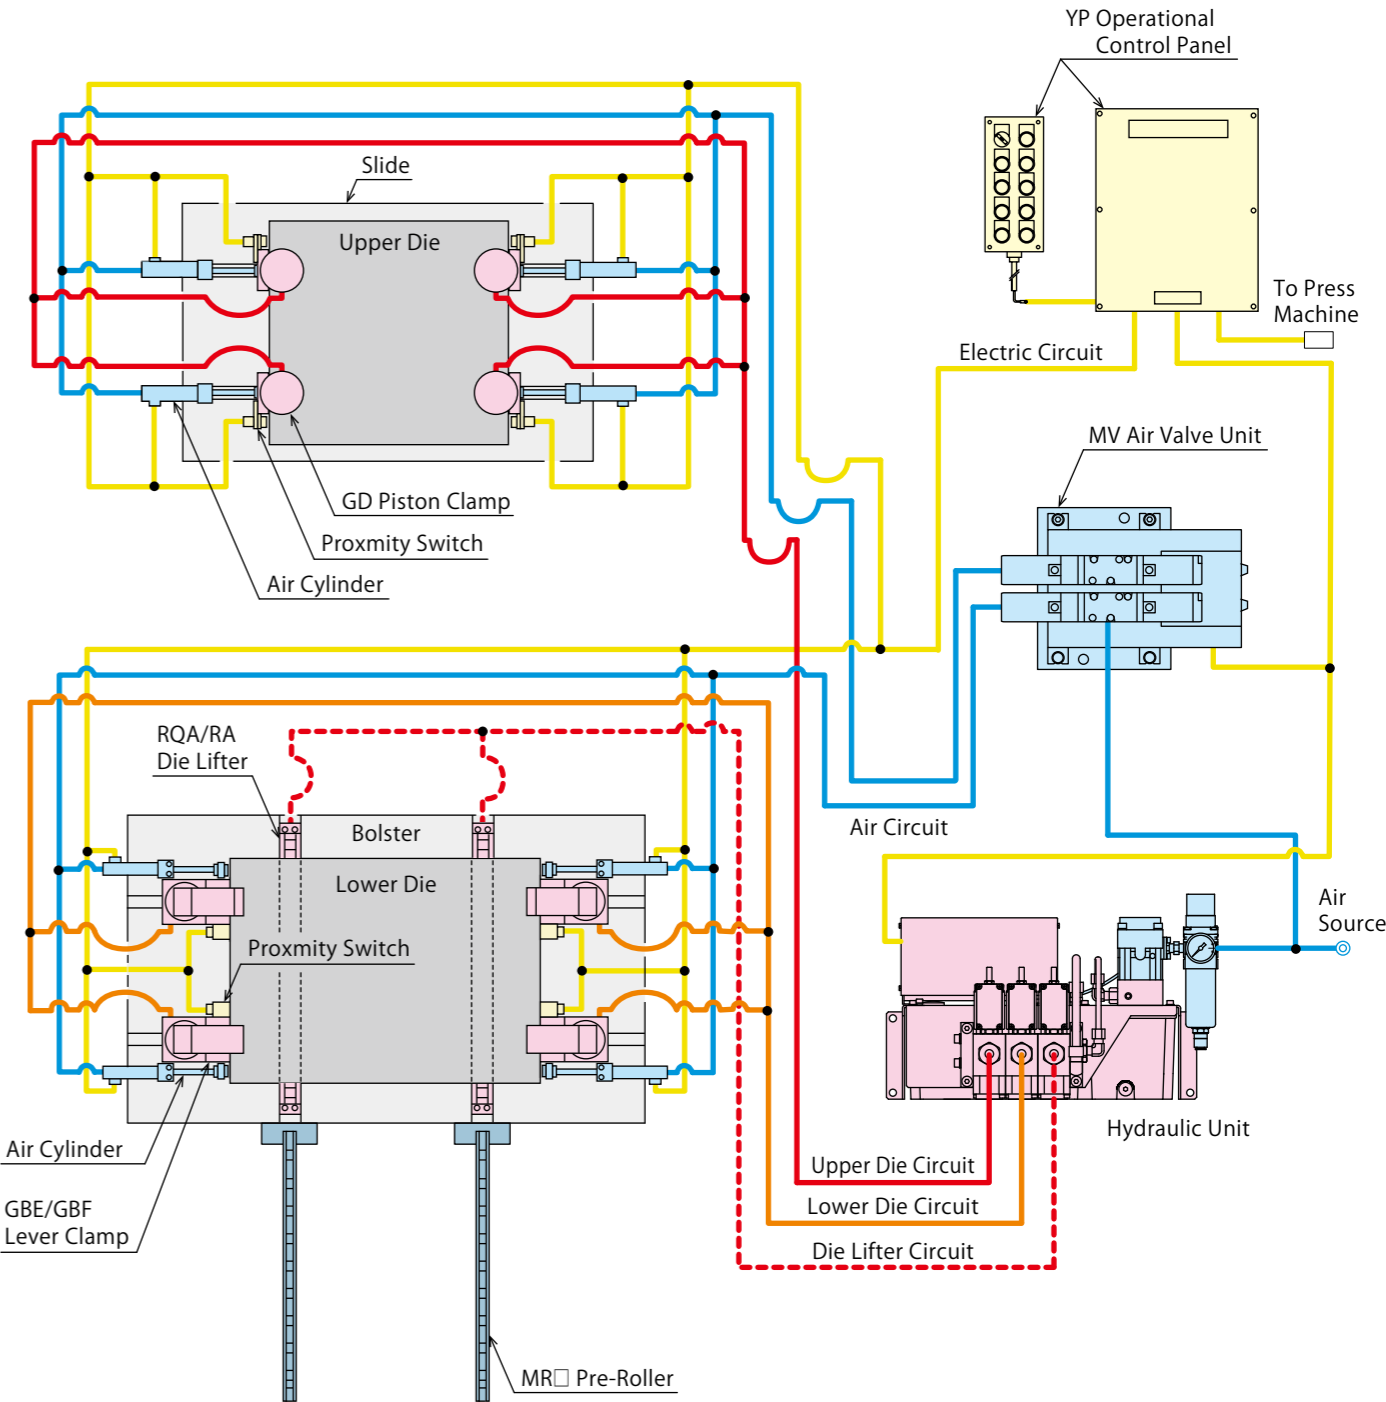 YP Operational
Control Panel
Slide
Upper Die
To Press
Machine
Electric Circuit
MV Air Valve Unit
GD Piston Clamp
Proxmity Switch
Air Cylinder
RQA/RA
Die Lifter
Bolster
Air Circuit
Lower Die
Air
Source
Proxmity Switch
Hydraulic Unit
Air Cylinder
Upper Die Circuit
GBE/GBF
Lever Clamp
Lower Die Circuit
Die Lifter Circuit
MR□ Pre-Roller